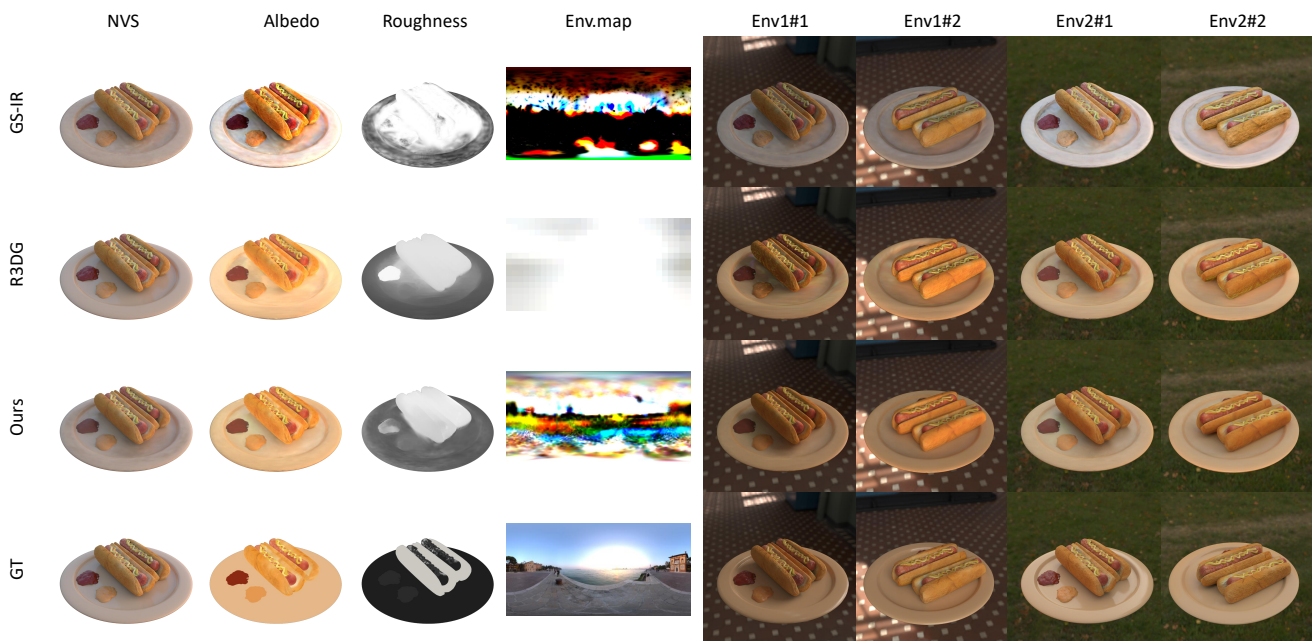 NVS Albedo Roughness Env.map Env1#1 Env1#2 Env2#1 Env2#2
GS-IR
R3DG
Ours
GT